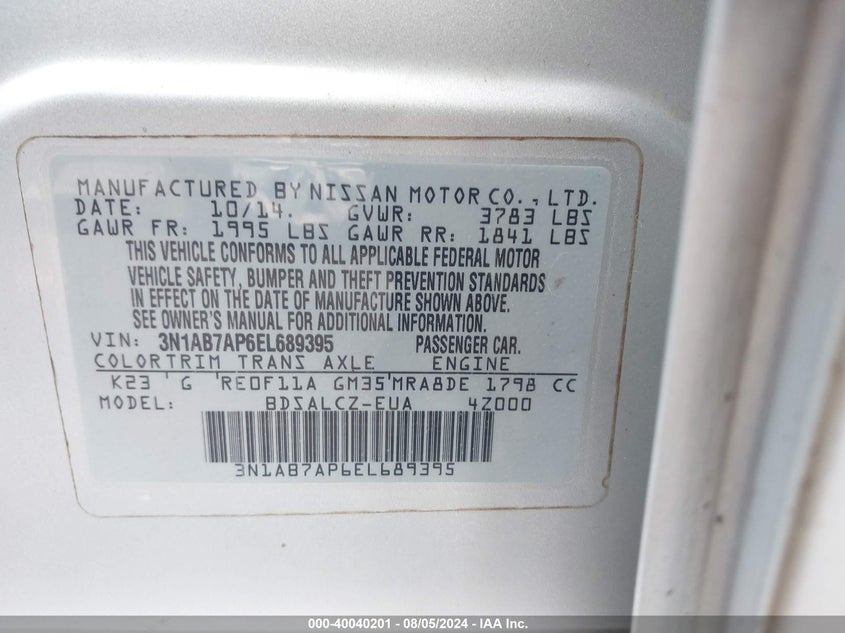 MANUFACTURED BY NISSAN MOTOR CO., LTD.
DATE: 10/14. GVWR: 3783 LBS
GAWR FR: 1995 LBS GAWR RR: 1841 LBS
THIS VEHICLE CONFORMS TO ALL APPLICABLE FEDERAL MOTOR
VEHICLE SAFETY, BUMPER AND THEFT PREVENTION STANDARDS
IN EFFECT ON THE DATE OF MANUFACTURE SHOWN ABOVE.
SEE OWNER'S MANUAL FOR ADDITIONAL INFORMATION.
VIN: 3N1AB7AP6EL689395 PASSENGER CAR.
COLORTRIM TRANS AXLE ENGINE
K23 G RE0F11A GM35 MRA8DE 1798 CC
MODEL: BDSALCZ-EUA 4Z000
3N1AB7AP6EL689395
000-40040201 - 08/05/2024 - IAA Inc.